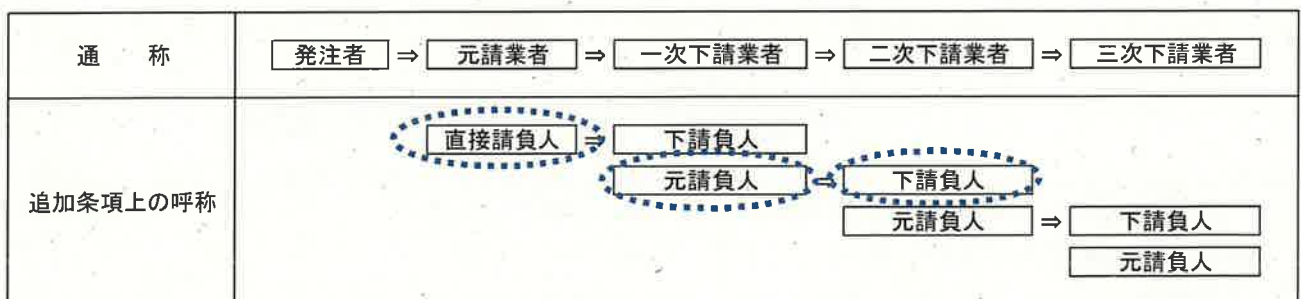 通 称 発注者 ⇒ 元請業者 ⇒ 一次下請業者 ⇒ 二次下請業者 ⇒ 三次下請業者
追加条項上の呼称
直接請負人 ⇒ 下請負人
元請負人 ⇒ 下請負人
元請負人 ⇒ 下請負人
元請負人